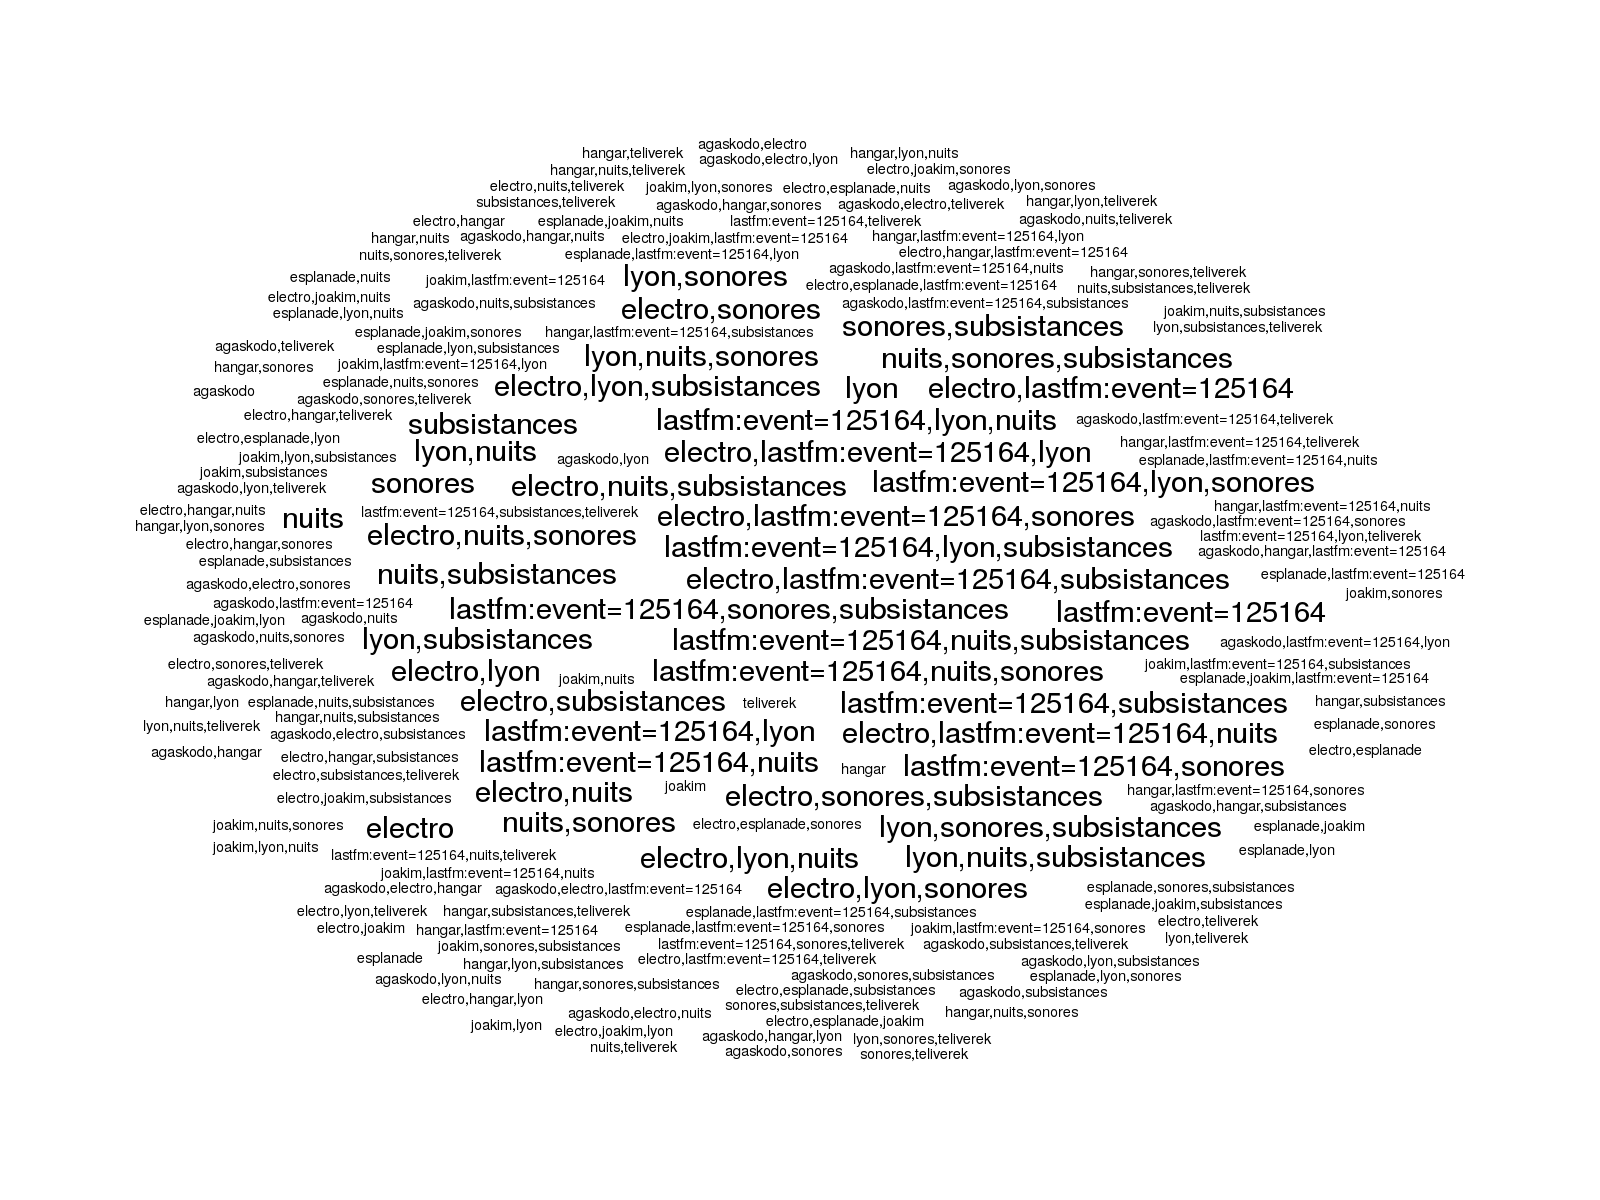 agaskodo,electro
hangar,teliverek agaskodo,electro,lyon hangar,lyon,nuits
hangar,nuits,teliverek electro,joakim,sonores
electro,nuits,teliverek joakim,lyon,sonores electro,esplanade,nuits agaskodo,lyon,sonores
subsistances,teliverek agaskodo,hangar,sonores agaskodo,electro,teliverek hangar,lyon,teliverek
electro,hangar esplanade,joakim,nuits lastfm:event=125164,teliverek agaskodo,nuits,teliverek
hangar,nuits agaskodo,hangar,nuits electro,joakim,lastfm:event=125164 hangar,lastfm:event=125164,lyon
nuits,sonores,teliverek esplanade,lastfm:event=125164,lyon electro,hangar,lastfm:event=125164
esplanade,nuits joakim,lastfm:event=125164 lyon,sonores agaskodo,lastfm:event=125164,nuits hangar,sonores,teliverek
electro,esplanade,lastfm:event=125164 nuits,subsistances,teliverek
electro,joakim,nuits agaskodo,nuits,subsistances electro,sonores agaskodo,lastfm:event=125164,subsistances joakim,nuits,subsistances
esplanade,lyon,nuits
esplanade,joakim,sonores hangar,lastfm:event=125164,subsistances sonores,subsistances lyon,subsistances,teliverek
agaskodo,teliverek esplanade,lyon,subsistances lyon,nuits,sonores nuits,sonores,subsistances
hangar,sonores joakim,lastfm:event=125164,lyon
agaskodo esplanade,nuits,sonores electro,lyon,subsistances lyon electro,lastfm:event=125164
agaskodo,sonores,teliverek
electro,hangar,teliverek subsistances lastfm:event=125164,lyon,nuits agaskodo,lastfm:event=125164,teliverek
electro,esplanade,lyon hangar,lastfm:event=125164,teliverek
joakim,lyon,subsistances lyon,nuits agaskodo,lyon electro,lastfm:event=125164,lyon esplanade,lastfm:event=125164,nuits
joakim,subsistances
agaskodo,lyon,teliverek sonores electro,nuits,subsistances lastfm:event=125164,lyon,sonores
electro,hangar,nuits nuits lastfm:event=125164,subsistances,teliverek electro,lastfm:event=125164,sonores hangar,lastfm:event=125164,nuits
hangar,lyon,sonores agaskodo,lastfm:event=125164,sonores
electro,hangar,sonores electro,nuits,sonores lastfm:event=125164,lyon,subsistances lastfm:event=125164,lyon,teliverek
esplanade,subsistances agaskodo,hangar,lastfm:event=125164
agaskodo,electro,sonores nuits,subsistances electro,lastfm:event=125164,subsistances esplanade,lastfm:event=125164
joakim,sonores
agaskodo,lastfm:event=125164 lastfm:event=125164,sonores,subsistances lastfm:event=125164
esplanade,joakim,lyon agaskodo,nuits
agaskodo,nuits,sonores lyon,subsistances lastfm:event=125164,nuits,subsistances agaskodo,lastfm:event=125164,lyon
electro,sonores,teliverek electro,lyon joakim,nuits lastfm:event=125164,nuits,sonores joakim,lastfm:event=125164,subsistances
agaskodo,hangar,teliverek esplanade,joakim,lastfm:event=125164
hangar,lyon esplanade,nuits,subsistances electro,subsistances teliverek lastfm:event=125164,subsistances hangar,subsistances
lyon,nuits,teliverek hangar,nuits,subsistances lastfm:event=125164,lyon electro,lastfm:event=125164,nuits esplanade,sonores
agaskodo,electro,subsistances
agaskodo,hangar electro,hangar,subsistances lastfm:event=125164,nuits hangar lastfm:event=125164,sonores electro,esplanade
electro,subsistances,teliverek
electro,joakim,subsistances electro,nuits joakim electro,sonores,subsistances hangar,lastfm:event=125164,sonores
agaskodo,hangar,subsistances
joakim,nuits,sonores electro nuits,sonores electro,esplanade,sonores lyon,sonores,subsistances esplanade,joakim
joakim,lyon,nuits lastfm:event=125164,nuits,teliverek electro,lyon,nuits lyon,nuits,subsistances esplanade,lyon
joakim,lastfm:event=125164,nuits
agaskodo,electro,hangar agaskodo,electro,lastfm:event=125164 electro,lyon,sonores esplanade,sonores,subsistances
esplanade,joakim,subsistances
electro,lyon,teliverek hangar,subsistances,teliverek esplanade,lastfm:event=125164,subsistances electro,teliverek
electro,joakim hangar,lastfm:event=125164 esplanade,lastfm:event=125164,sonores joakim,lastfm:event=125164,sonores lyon,teliverek
joakim,sonores,subsistances lastfm:event=125164,sonores,teliverek agaskodo,subsistances,teliverek
esplanade hangar,lyon,subsistances electro,lastfm:event=125164,teliverek agaskodo,lyon,subsistances
agaskodo,lyon,nuits hangar,sonores,subsistances agaskodo,sonores,subsistances esplanade,lyon,sonores
electro,hangar,lyon electro,esplanade,subsistances agaskodo,subsistances
agaskodo,electro,nuits sonores,subsistances,teliverek hangar,nuits,sonores
joakim,lyon electro,joakim,lyon electro,esplanade,joakim
nuits,teliverek agaskodo,hangar,lyon lyon,sonores,teliverek
agaskodo,sonores sonores,teliverek